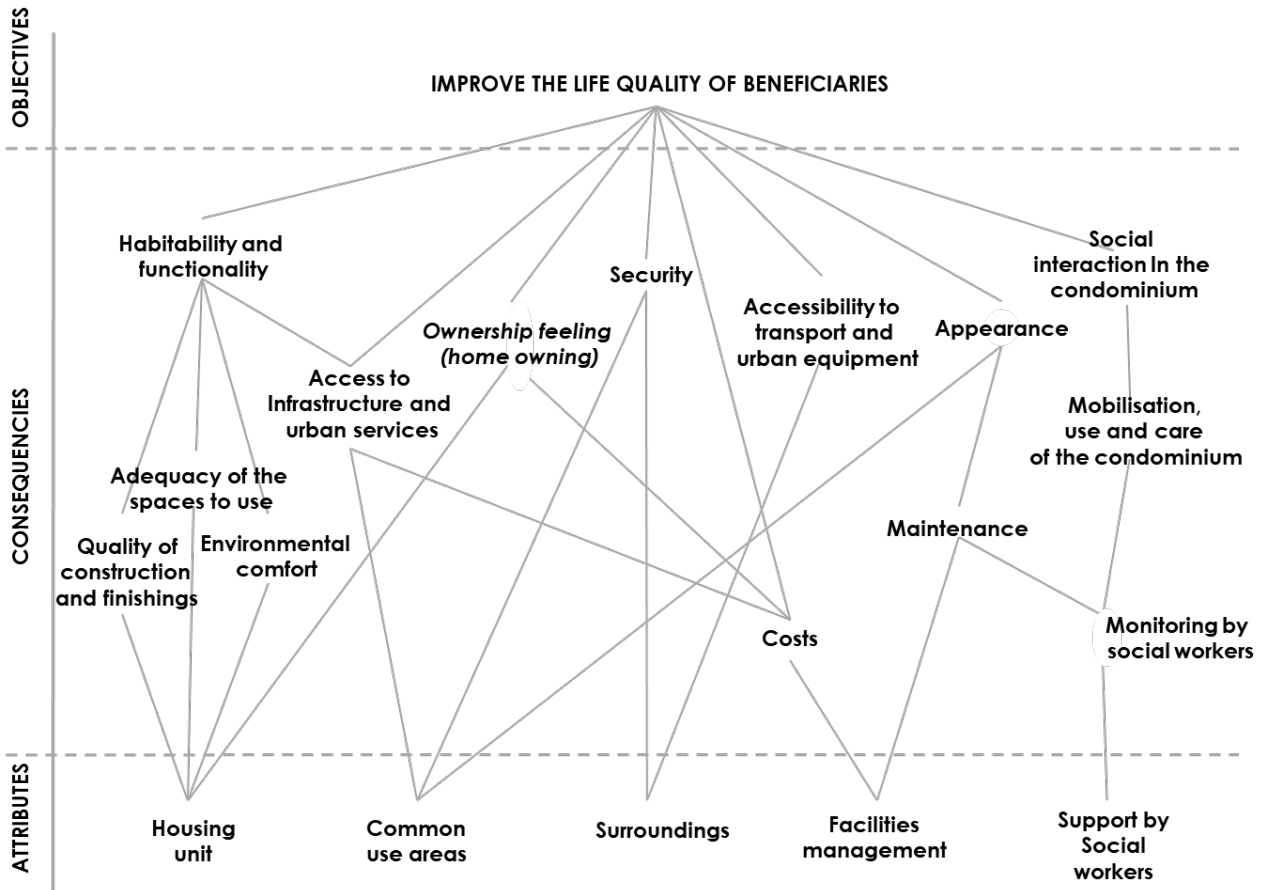 OBJECTIVES
IMPROVE THE LIFE QUALITY OF BENEFICIARIES
CONSEQUENCIES
Habitability and
functionality
Security
Social
interaction In the
condominium
Ownership feeling
(home owning)
Accessibility to
transport and
urban equipment
Appearance
Access to
Infrastructure and
urban services
Mobilisation,
use and care
of the condominium
Adequacy of the
spaces to use
Quality of
construction
and finishings
Environmental
comfort
Maintenance
Costs
Monitoring by
social workers
ATTRIBUTES
Housing
unit
Common
use areas
Surroundings
Facilities
management
Support by
Social
workers